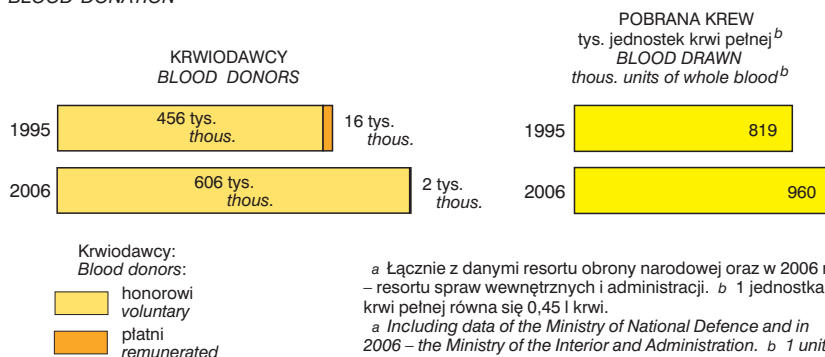 BLOOD DONATION
KRWIODAWCY
BLOOD DONORS
1995
456 tys.
thous.
16 tys.
thous.
2006
606 tys.
thous.
2 tys.
thous.
POBRANA KREW
tys. jednostek krwi pełnej b
BLOOD DRAWN
thous. units of whole blood b
1995
819
2006
960
Krwiodawcy:
Blood donors:
honorowi
voluntary
płatni
remunerated
a Łącznie z danymi resortu obrony narodowej oraz w 2006 r
– resortu spraw wewnętrznych i administracji. b 1 jednostka
krwi pełnej równa się 0,45 l krwi.
a Including data of the Ministry of National Defence and in
2006 – the Ministry of the Interior and Administration. b 1 unit